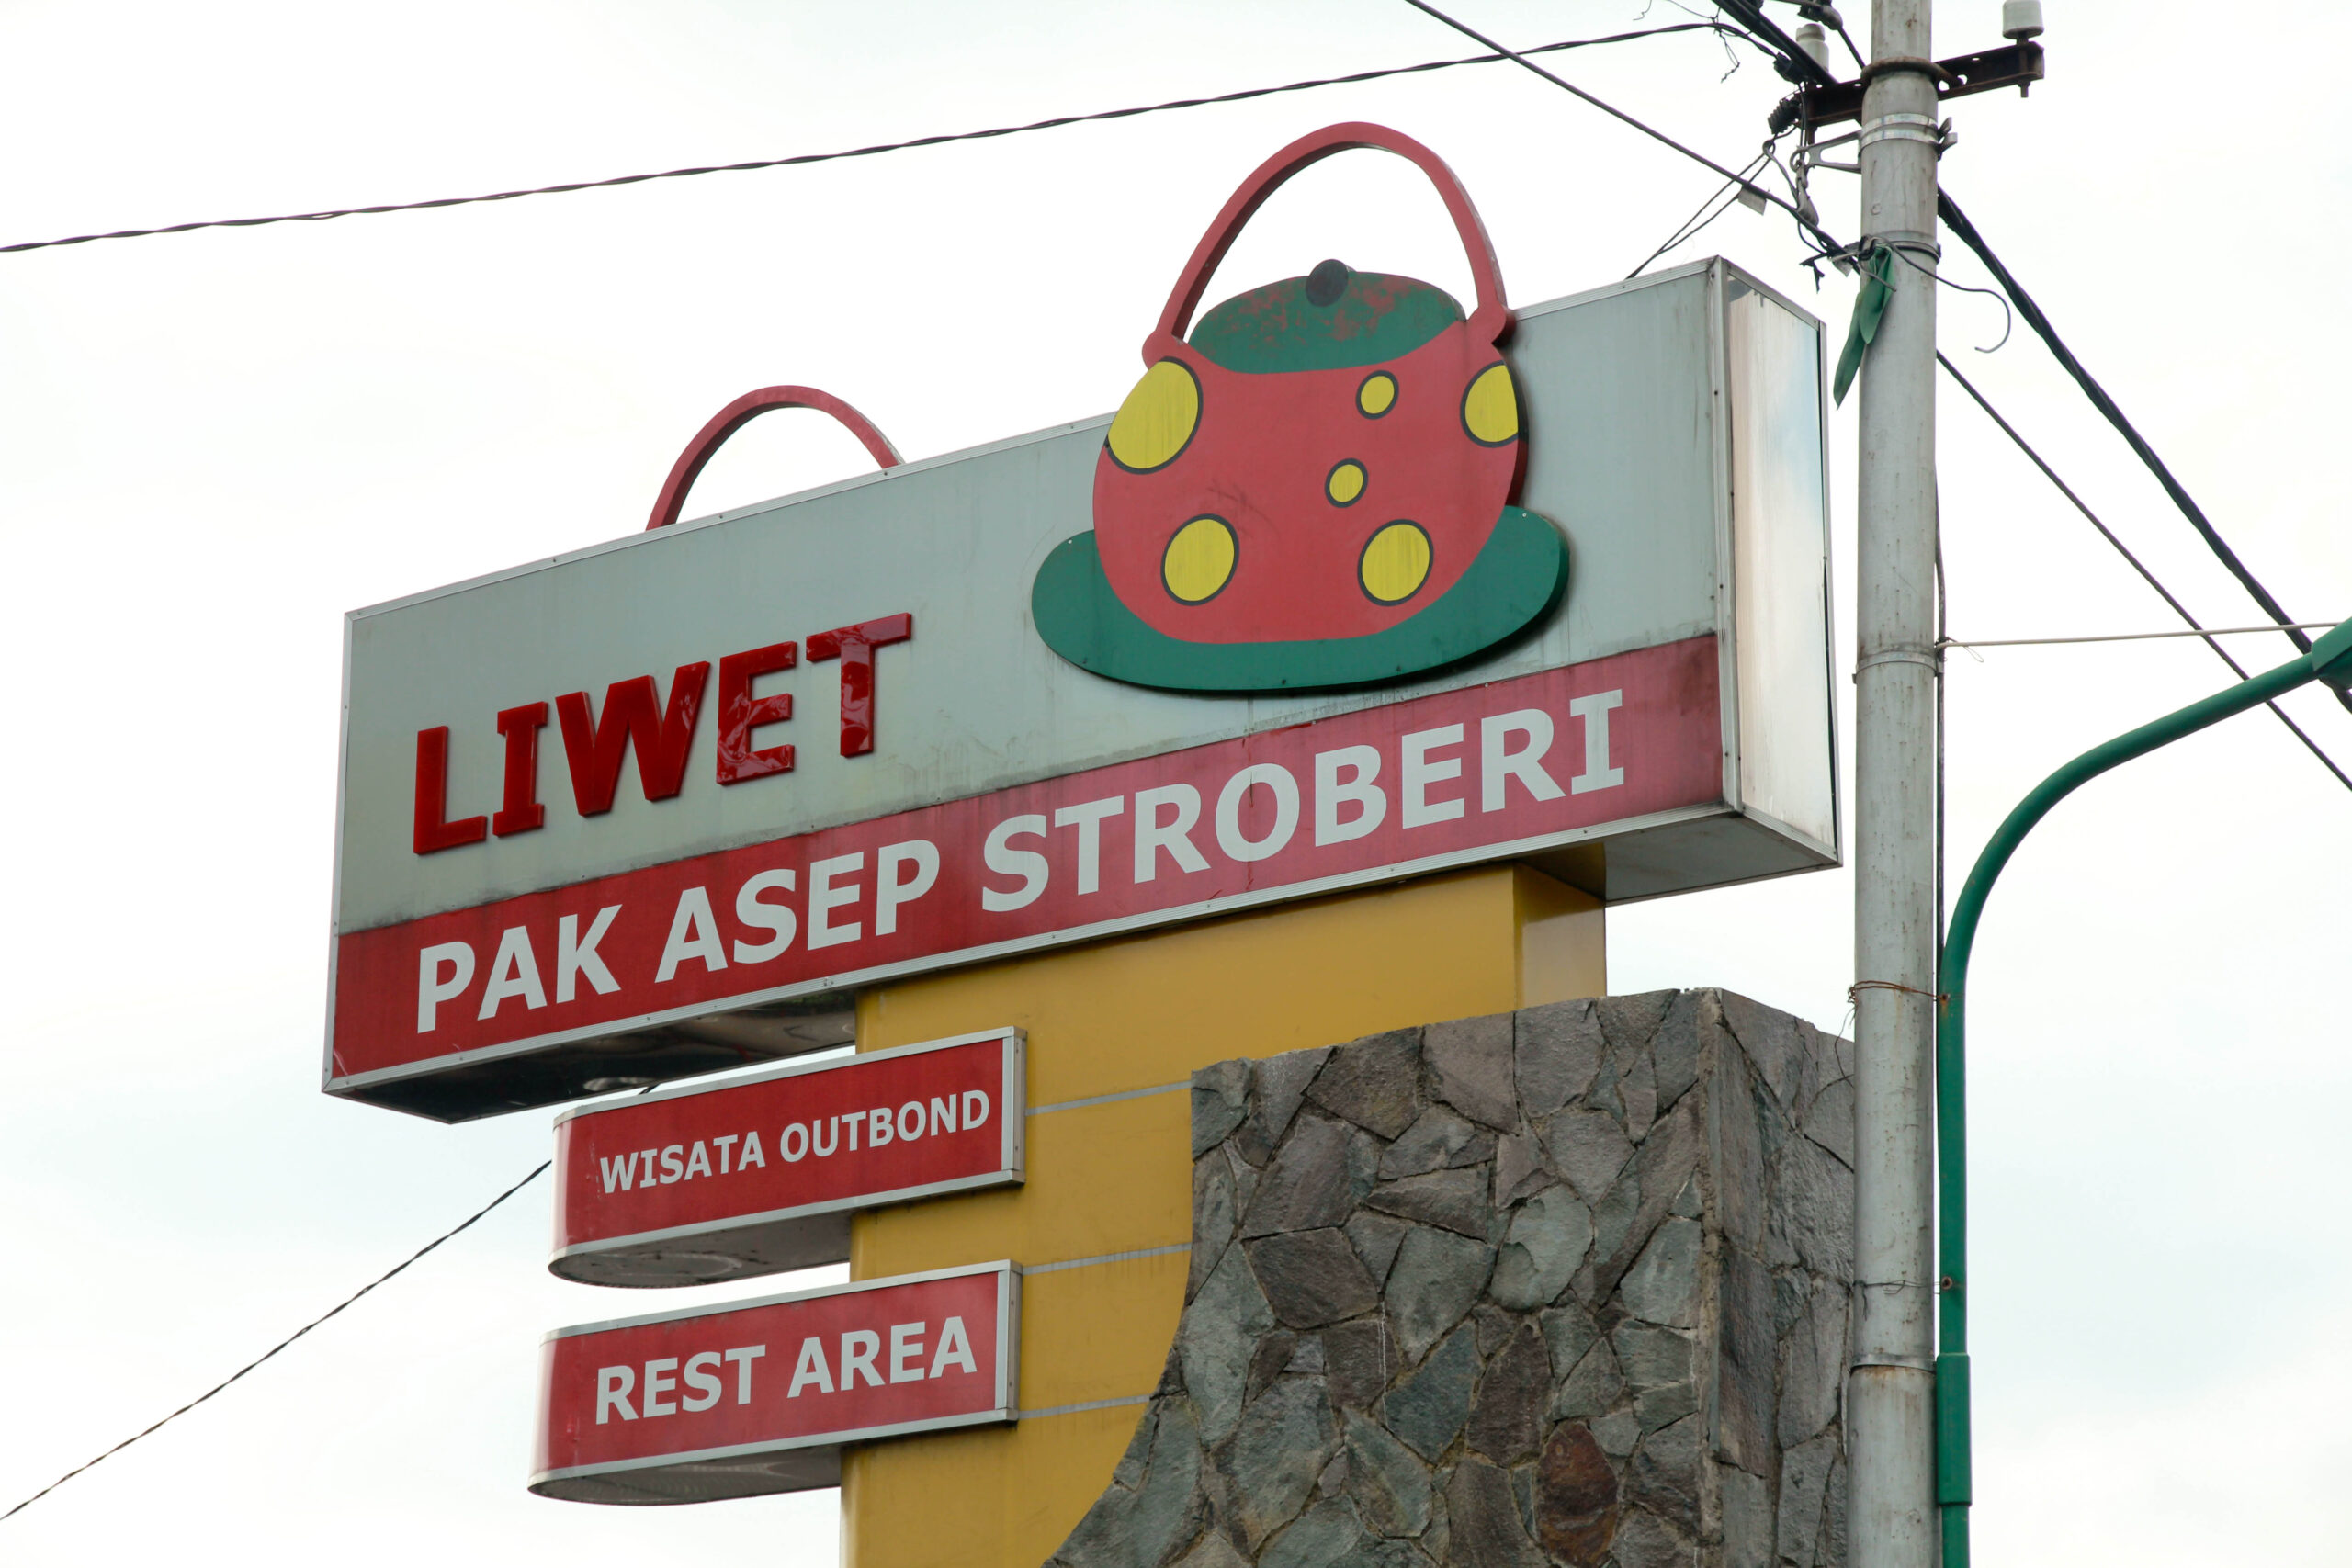 LIWET
PAK ASEP STROBERI
WISATA OUTBOND
REST AREA